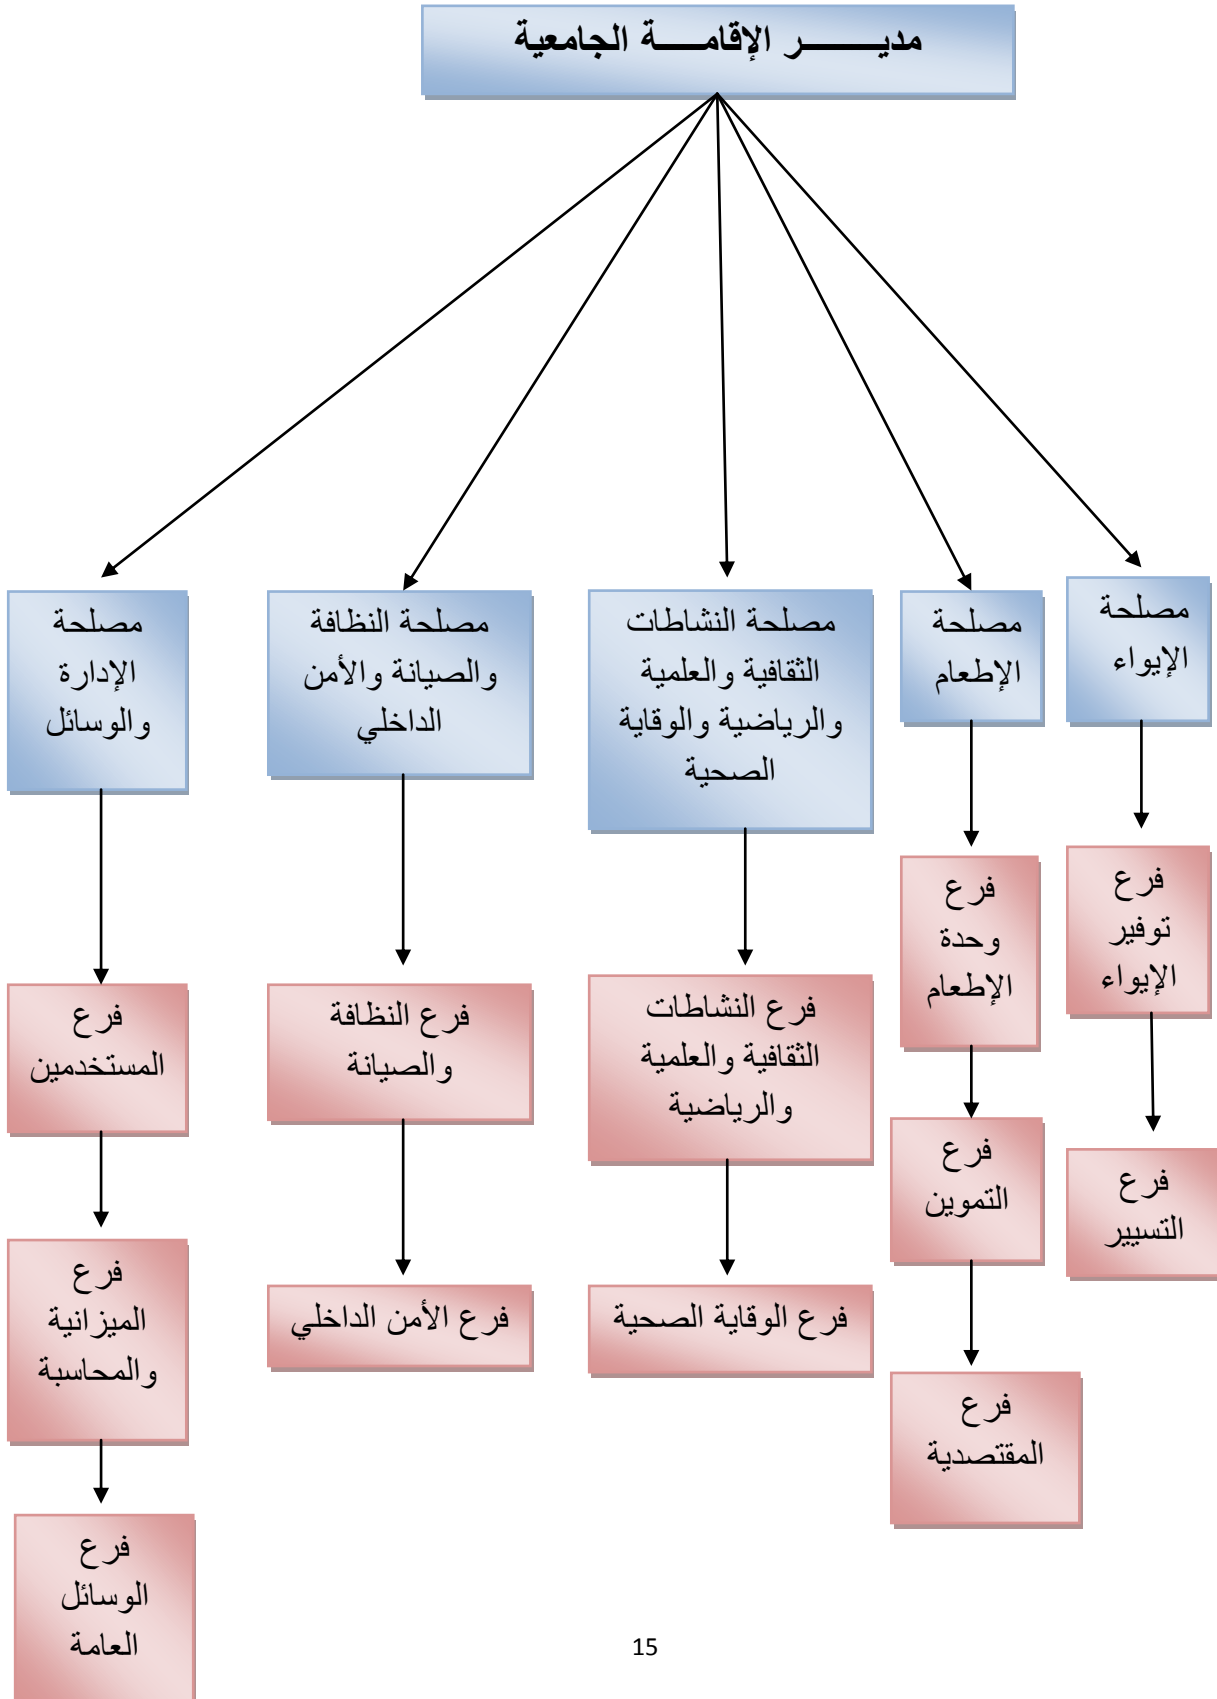 مديـــــــر الإقامــــة الجامعية
مصلحة
الإيواء
مصلحة
الإطعام
مصلحة النشاطات
الثقافية والعلمية
والرياضية والوقاية
الصحية
مصلحة النظافة
والصيانة والأمن
الداخلي
مصلحة
الإدارة
والوسائل
فرع
توفير
الإيواء
فرع
وحدة
الإطعام
فرع النشاطات
الثقافية والعلمية
والرياضية
فرع النظافة
والصيانة
فرع
المستخدمين
فرع
التسيير
فرع
التموين
فرع الوقاية الصحية
فرع الأمن الداخلي
فرع
الميزانية
والمحاسبة
فرع
المقتصدية
فرع
الوسائل
العامة
15